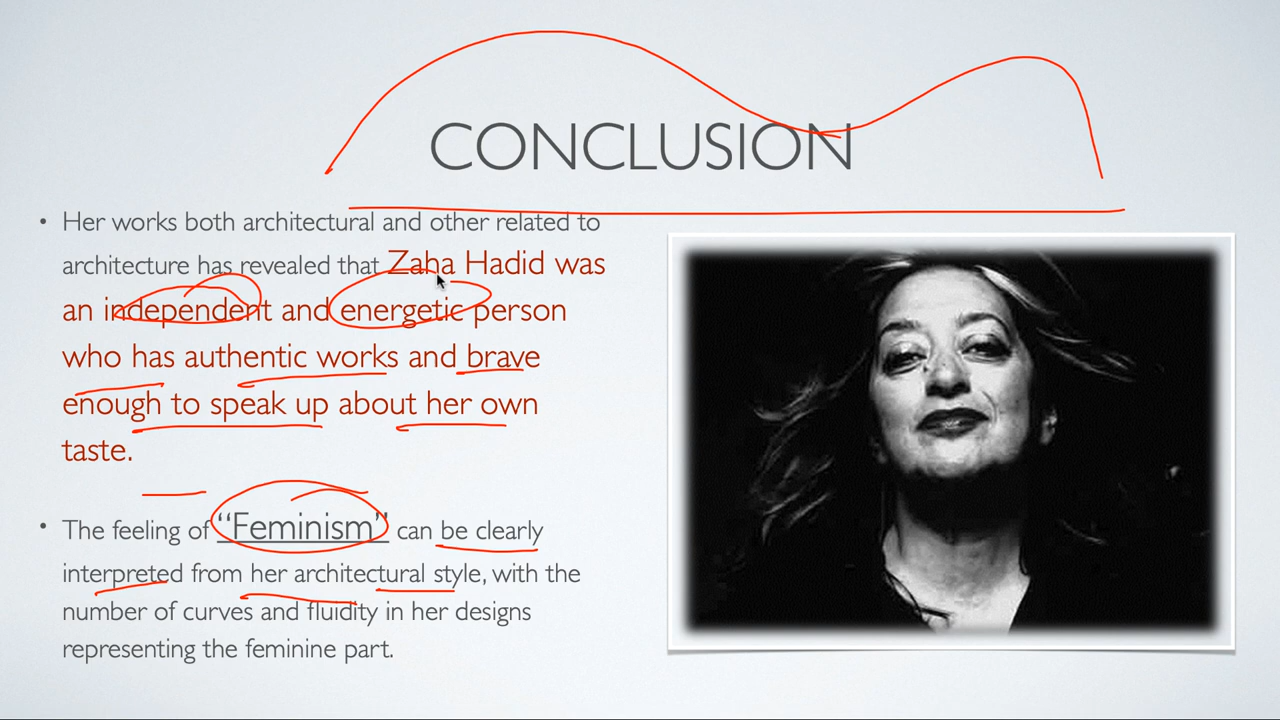 CONCLUSION
• Her works both architectural and other related to
architecture has revealed that Zaha Hadid was
an independent and energetic person
who has authentic works and brave
enough to speak up about her own
taste.
• The feeling of “Feminism” can be clearly
interpreted from her architectural style, with the
number of curves and fluidity in her designs
representing the feminine part.